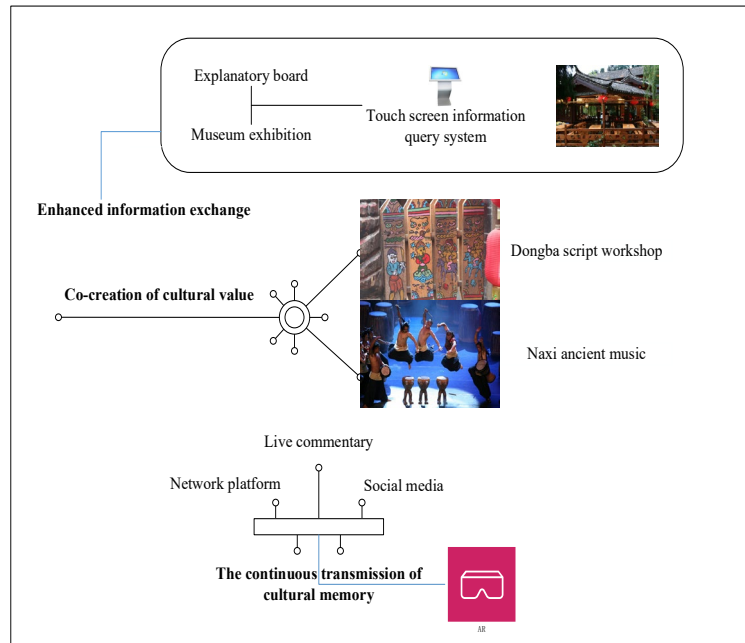 Explanatory board
Museum exhibition
Touch screen information
query system
Enhanced information exchange
Co-creation of cultural value
Dongba script workshop
Naxi ancient music
Live commentary
Network platform
Social media
The continuous transmission of
cultural memory
AR